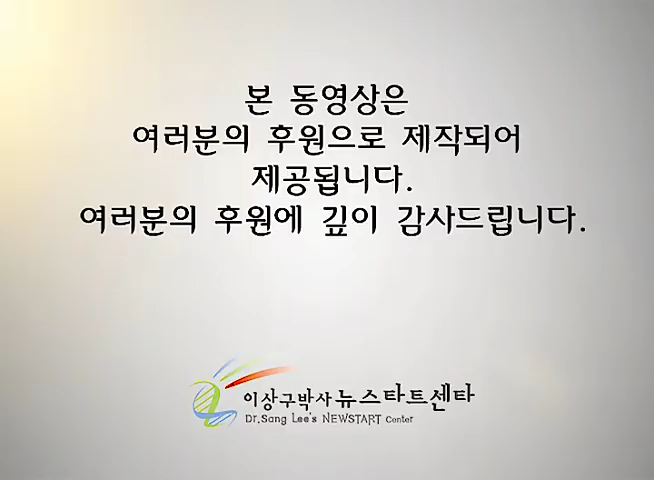 본 동영상은
여러분의 후원으로 제작되어
제공됩니다.
여러분의 후원에 깊이 감사드립니다.
이상구박사 뉴스타트센타
Dr.Sang Lee's NEWSTART Center